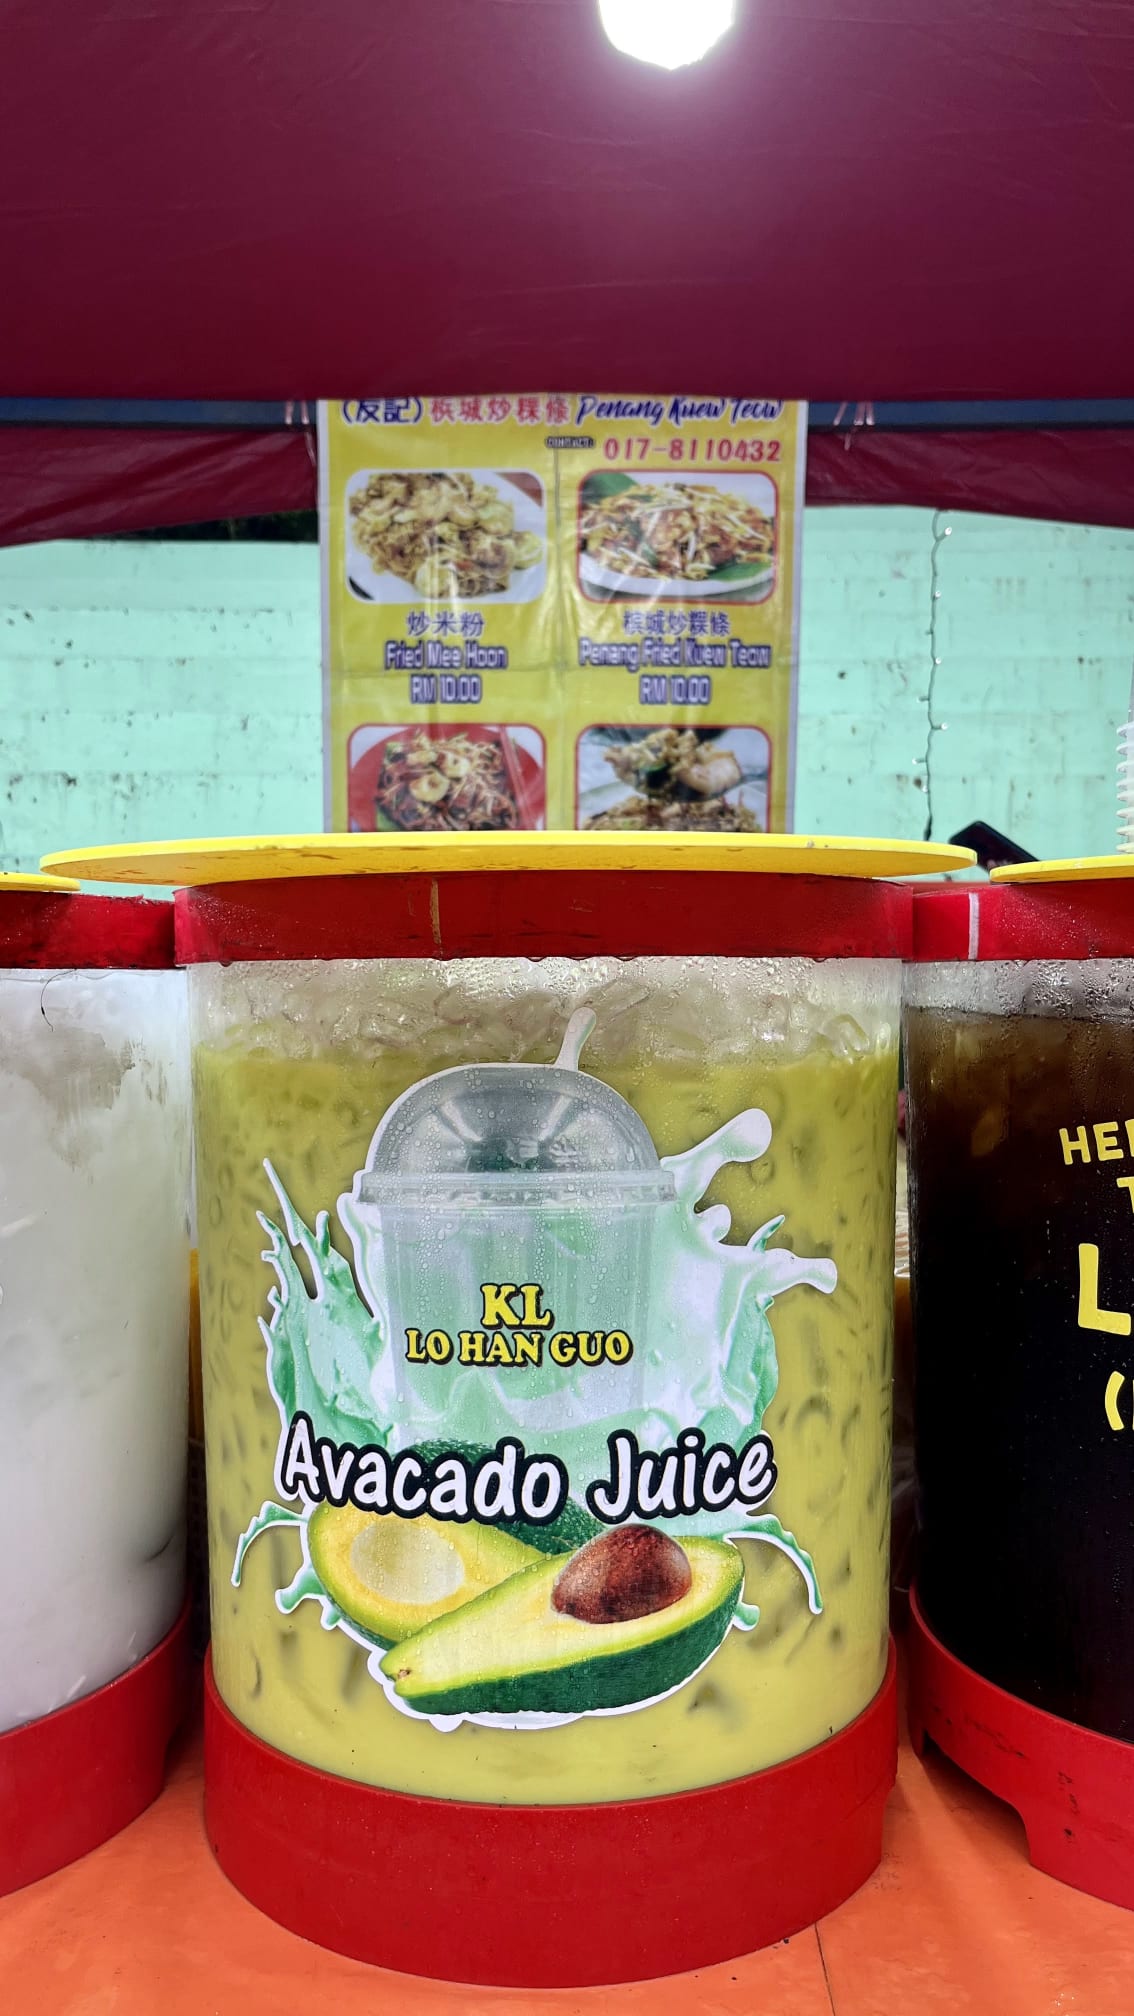 (友記) 槟城炒粿條 Penang Kuew Teow
CONTACT: 017-8110432
炒米粉
Fried Mee Hoon
RM 10.00
槟城炒粿條
Penang Fried Kuew Teow
RM 10.00
KL
LO HAN GUO
Avacado Juice
HE
L